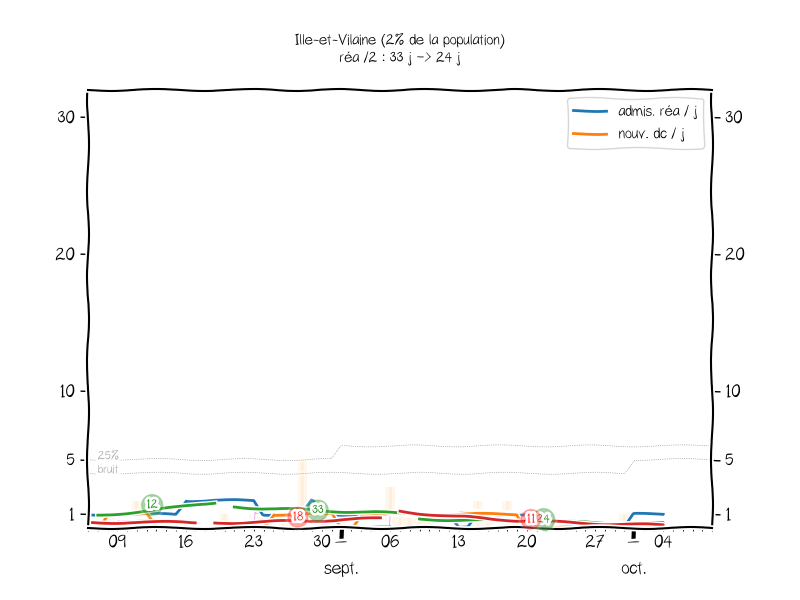 Ille-et-Vilaine (2% de la population)
réa /2 : 33 j -> 24 j
admis. réa / j
nouv. dc / j
30 30
20 20
10 10
5 5
1 1
25%
bruit
12
18
33
11
24
09 16 23 30 06 13 20 27 04
sept. oct.